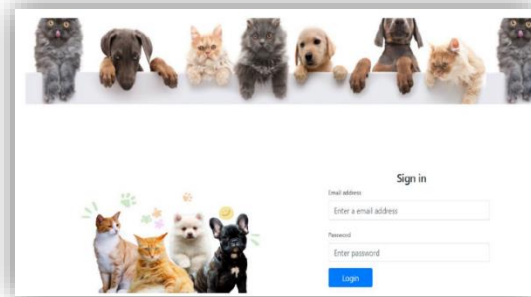 Sign in
Email address
Enter a email address
Password
Enter password
Login